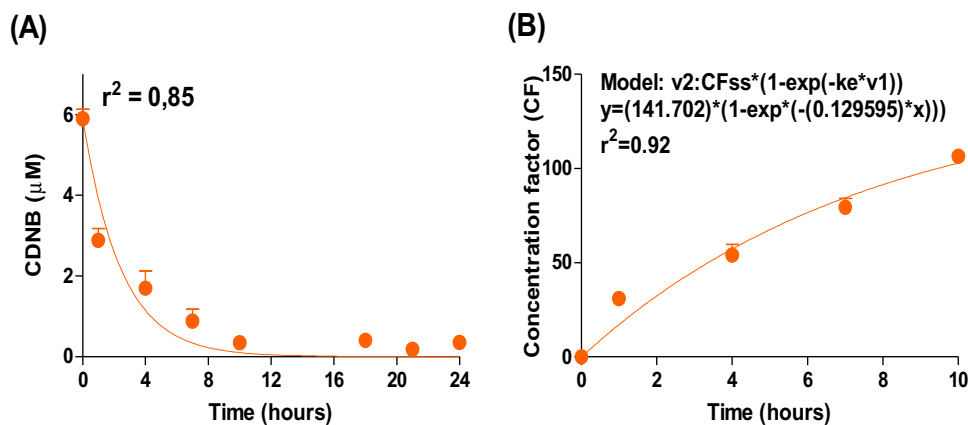 (A)
r² = 0,85
CDNB (µM)
6
4
2
0
0 4 8 12 16 20 24
Time (hours)
(B)
Model: v2:CFss*(1-exp(-ke*v1))
y=(141.702)*(1-exp*(-(0.129595)*x)))
r²=0.92
Concentration factor (CF)
150
100
50
0
0 2 4 6 8 10
Time (hours)